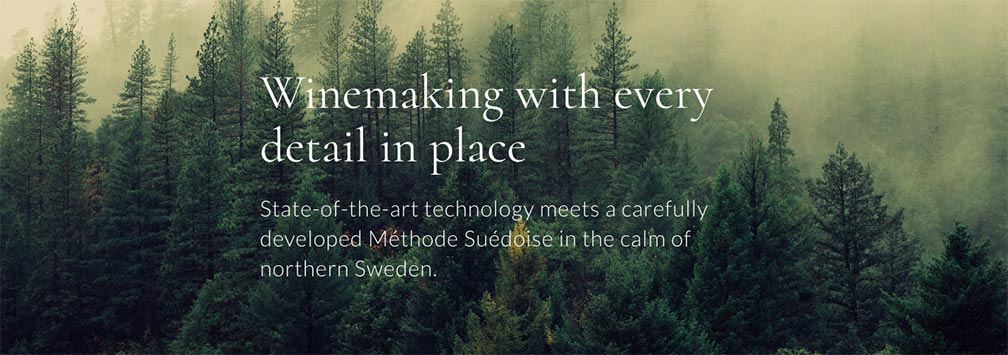 Winemaking with every
detail in place
State-of-the-art technology meets a carefully
developed Méthode Suédoise in the calm of
northern Sweden.